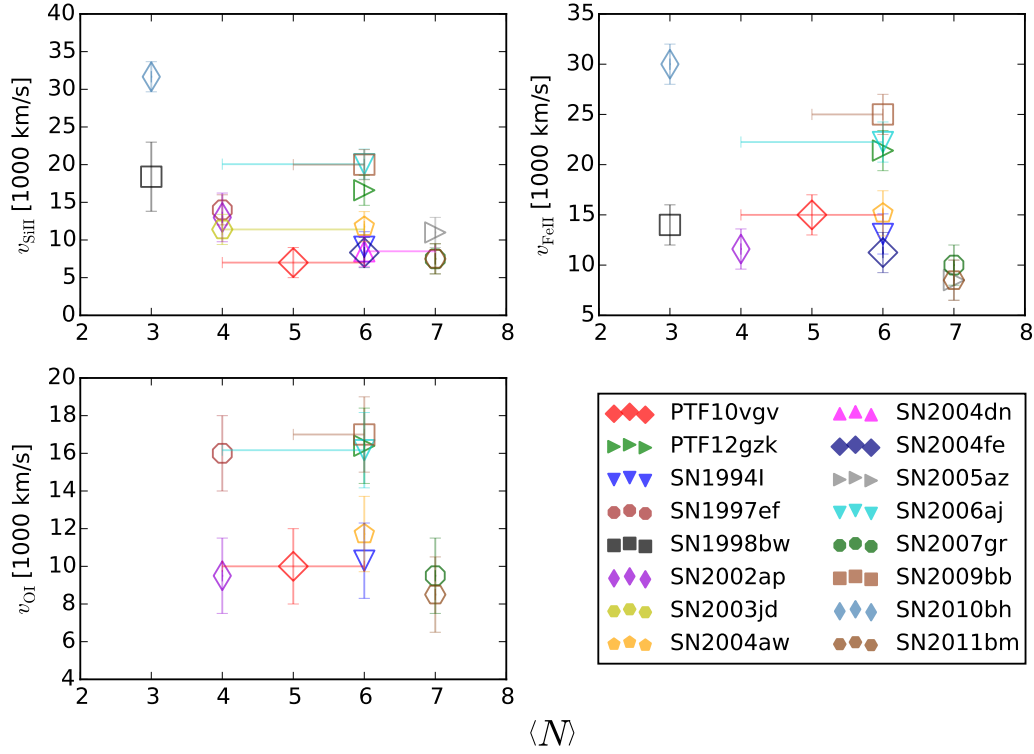 40
35
30
25
20
15
10
5
0
2 3 4 5 6 7 8
v_SiII [1000 km/s]
35
30
25
20
15
10
5
2 3 4 5 6 7 8
v_FeII [1000 km/s]
20
18
16
14
12
10
8
6
4
2 3 4 5 6 7 8
v_OI [1000 km/s]
PTF10vgv
PTF12gzk
SN1994I
SN1997ef
SN1998bw
SN2002ap
SN2003jd
SN2004aw
SN2004dn
SN2004fe
SN2005az
SN2006aj
SN2007gr
SN2009bb
SN2010bh
SN2011bm
⟨N⟩